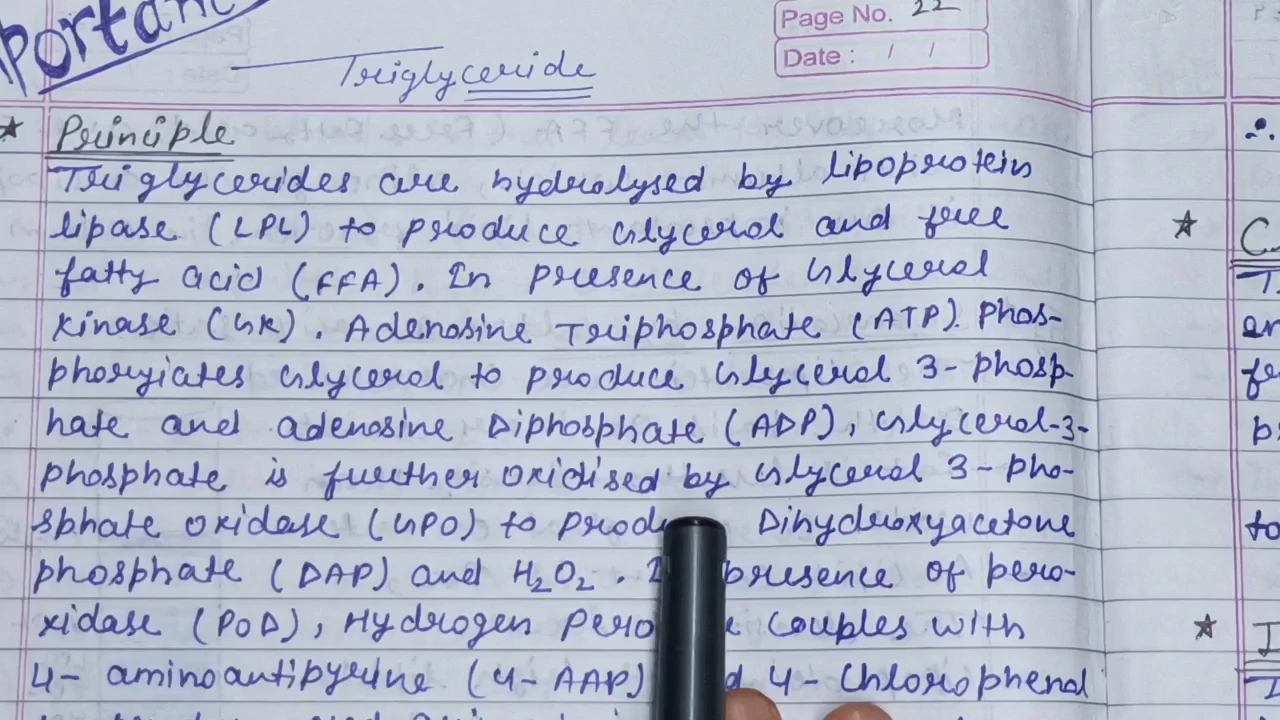 portant
Page No. 22
Date : / /
Triglyceride
★ Principle
Triglycerides are hydrolysed by lipoprotein
lipase (LPL) to produce Glycerol and free
fatty acid (FFA). In presence of Glycerol
kinase (GK). Adenosine Triphosphate (ATP) Phos-
phoryiates Glycerol to produce Glycerol 3-phosp-
hate and adenosine Diphosphate (ADP), Glycerol-3-
phosphate is further oxidised by Glycerol 3-pho-
sphate oxidase (GPO) to produ Dihydroxyacetone
phosphate (DAP) and H2O2. presence of pero-
xidase (POD), Hydrogen Pero couples with
4-aminoantipyrine (4-AAP) 4-Chlorophenol